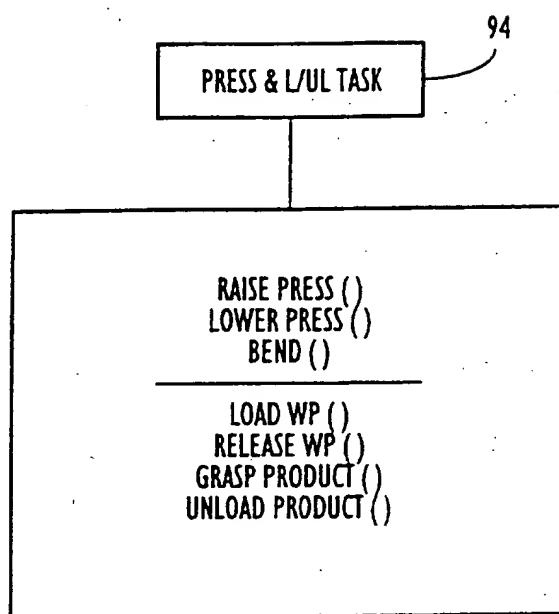 94
PRESS & L/UL TASK
RAISE PRESS ()
LOWER PRESS ()
BEND ()
LOAD WP ()
RELEASE WP ()
GRASP PRODUCT ()
UNLOAD PRODUCT ()